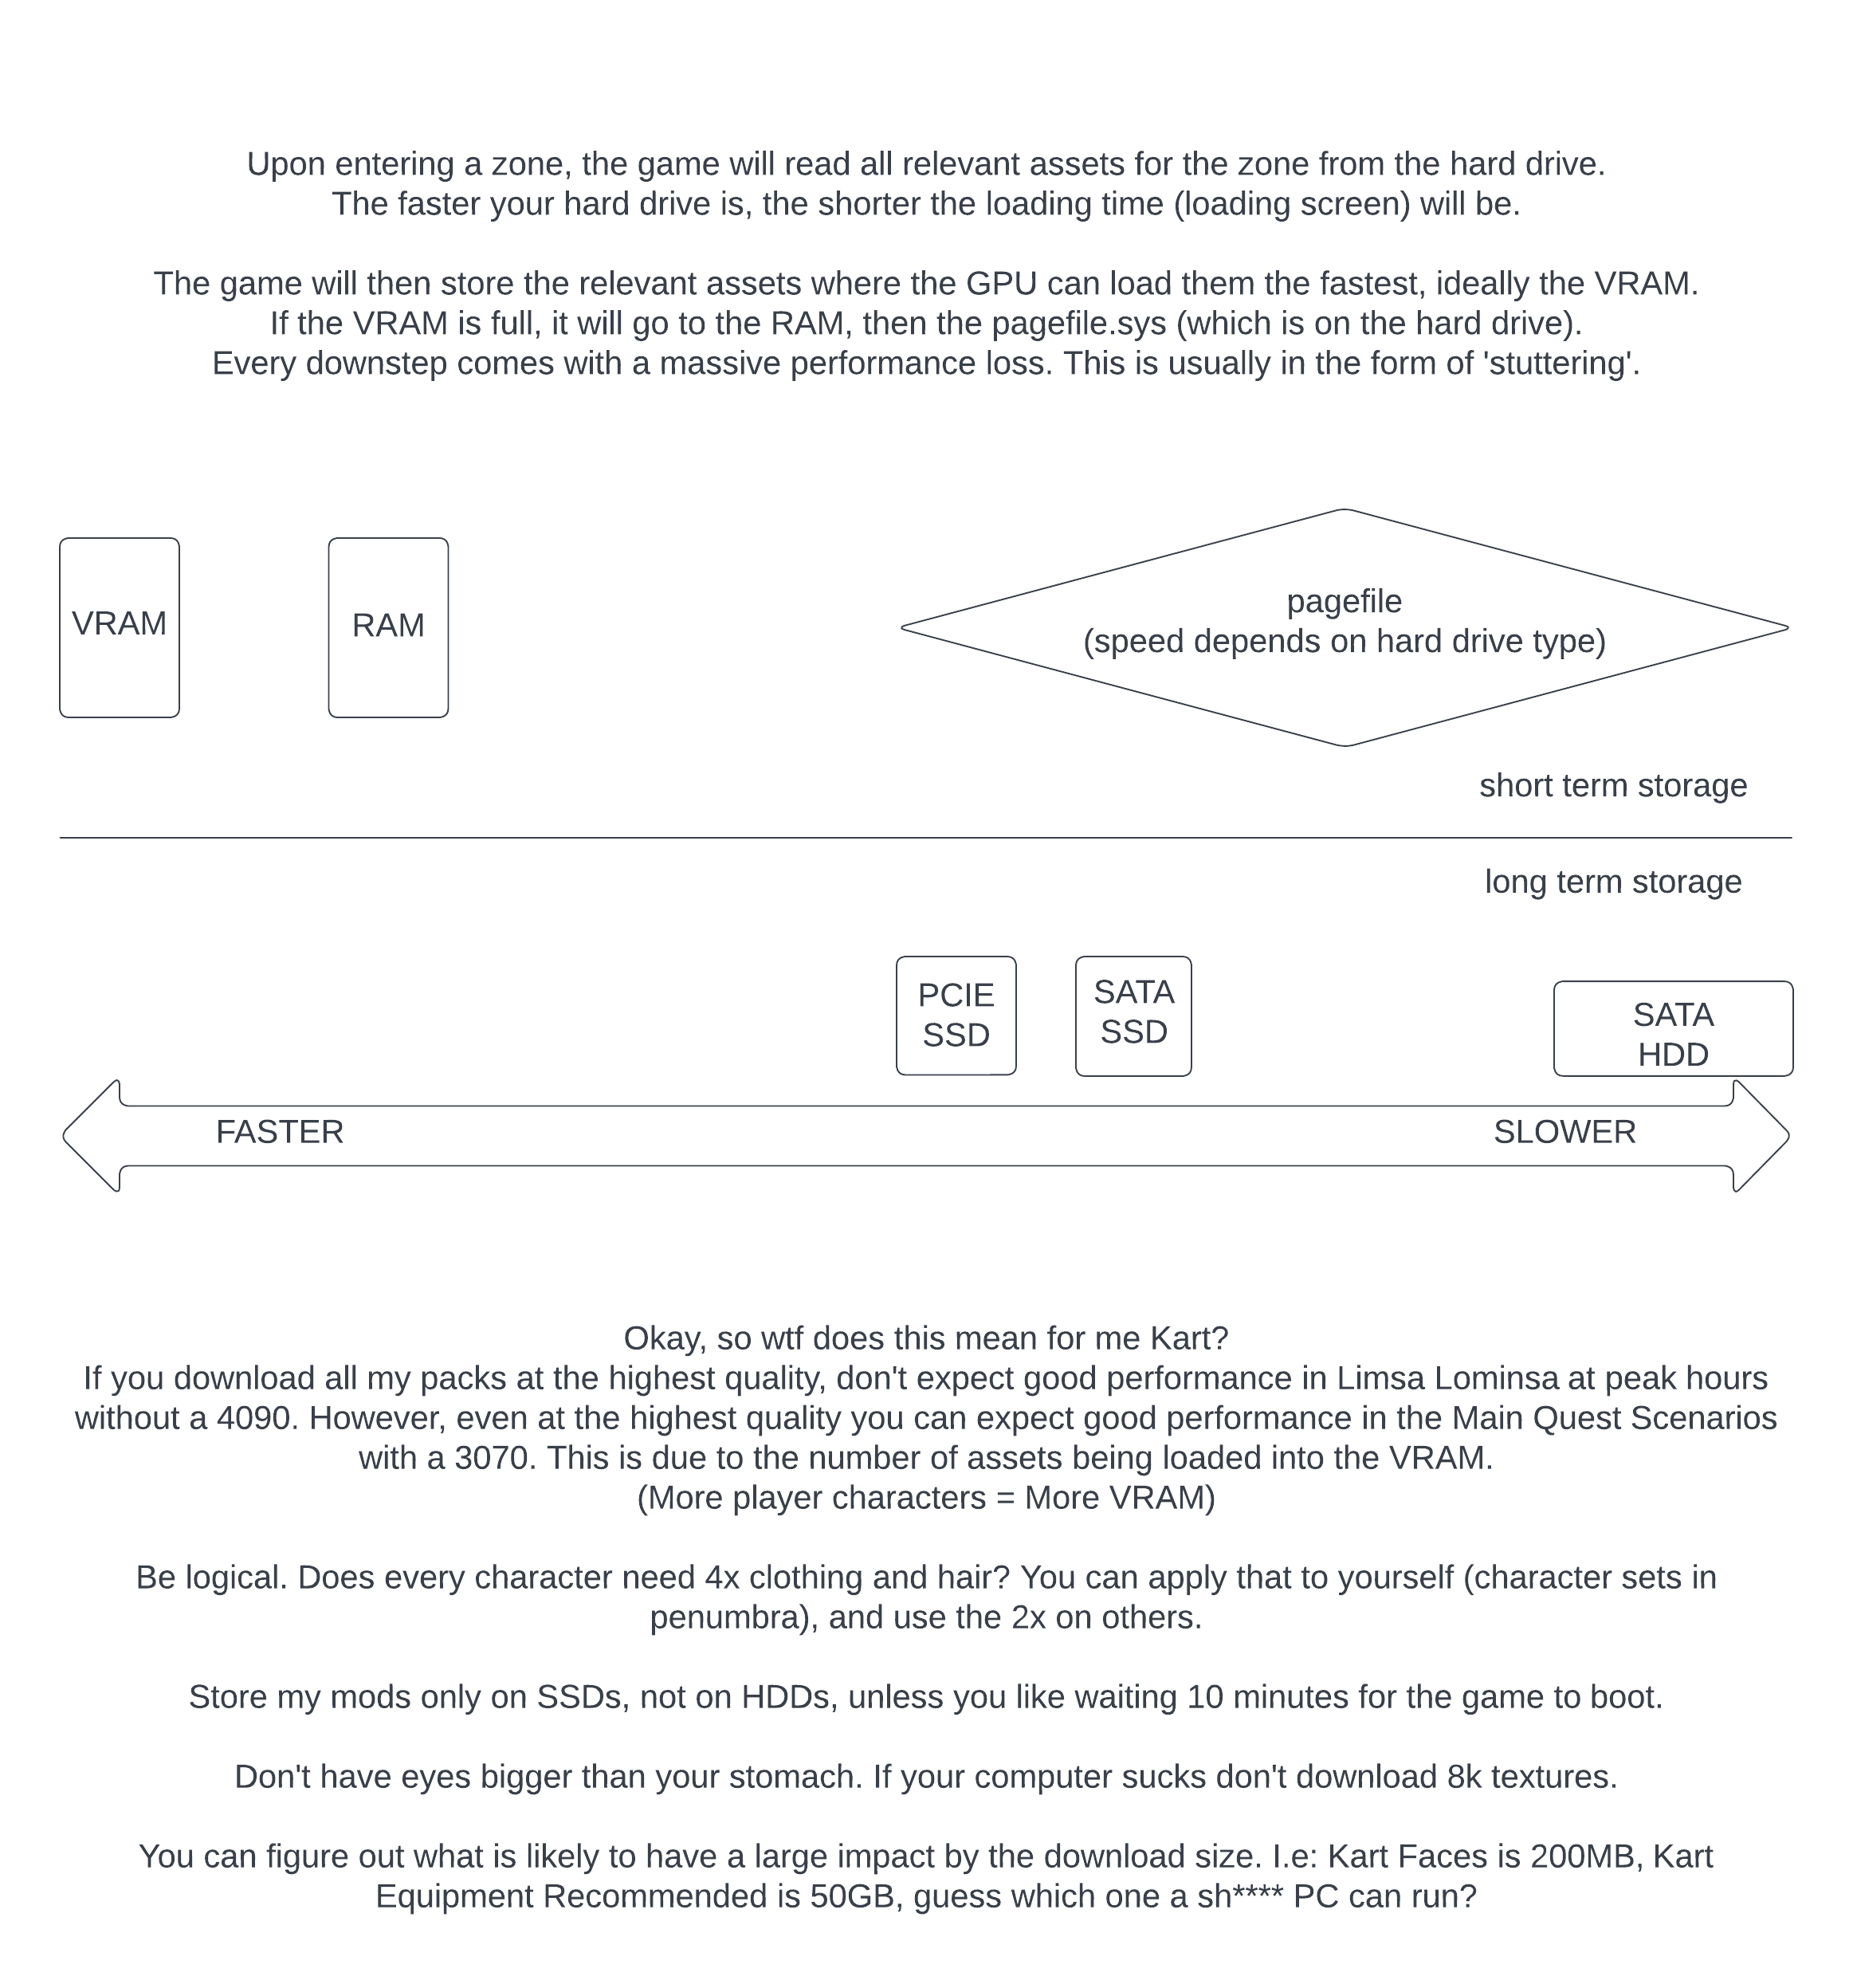 Upon entering a zone, the game will read all relevant assets for the zone from the hard drive.
The faster your hard drive is, the shorter the loading time (loading screen) will be.
The game will then store the relevant assets where the GPU can load them the fastest, ideally the VRAM.
If the VRAM is full, it will go to the RAM, then the pagefile.sys (which is on the hard drive).
Every downstep comes with a massive performance loss. This is usually in the form of 'stuttering'.
VRAM
RAM
pagefile
(speed depends on hard drive type)
short term storage
long term storage
PCIE
SSD
SATA
SSD
SATA
HDD
FASTER
SLOWER
Okay, so wtf does this mean for me Kart?
If you download all my packs at the highest quality, don't expect good performance in Limsa Lominsa at peak hours
without a 4090. However, even at the highest quality you can expect good performance in the Main Quest Scenarios
with a 3070. This is due to the number of assets being loaded into the VRAM.
(More player characters = More VRAM)
Be logical. Does every character need 4x clothing and hair? You can apply that to yourself (character sets in
penumbra), and use the 2x on others.
Store my mods only on SSDs, not on HDDs, unless you like waiting 10 minutes for the game to boot.
Don't have eyes bigger than your stomach. If your computer sucks don't download 8k textures.
You can figure out what is likely to have a large impact by the download size. I.e: Kart Faces is 200MB, Kart
Equipment Recommended is 50GB, guess which one a sh**** PC can run?